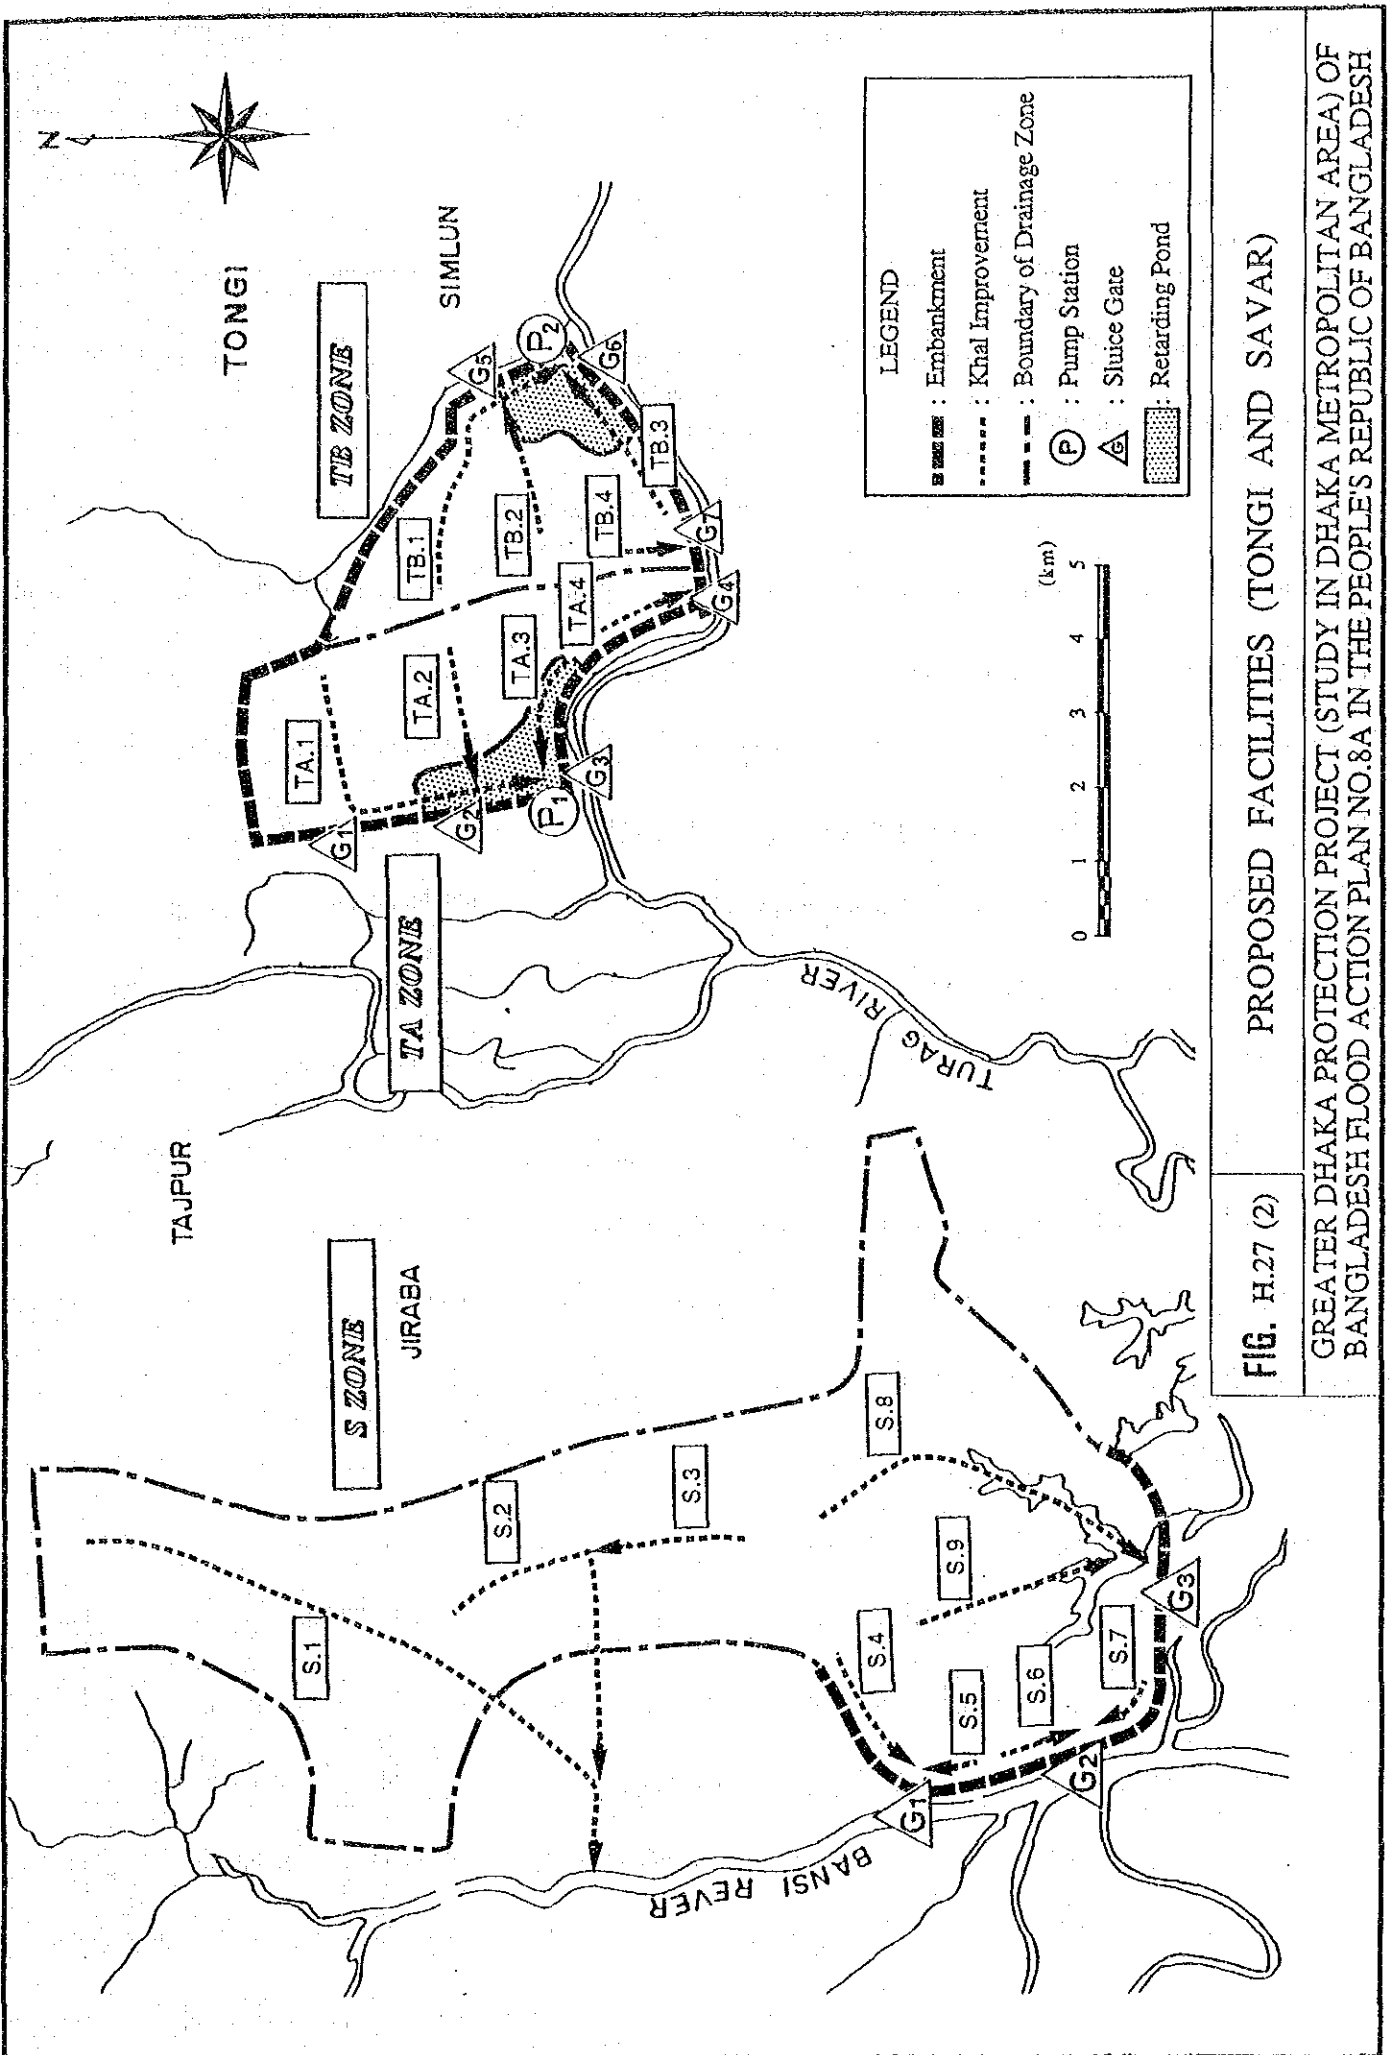 N
TONGI
TB ZONE
SIMLUN
TAJPUR
S ZONE
JIRABA
TA ZONE
TA.1
TA.2
TA.3
TA.4
TB.1
TB.2
TB.3
TB.4
G1
G2
G3
G4
G5
G6
G7
P1
P2
S.1
S.2
S.3
S.4
S.5
S.6
S.7
S.8
S.9
G1
G2
G3
BANSI REVER
TURAG RIVER
(km)
0 1 2 3 4 5
LEGEND
: Embankment
: Khal Improvement
: Boundary of Drainage Zone
P : Pump Station
G : Sluice Gate
: Retarding Pond
FIG. H.27 (2)
PROPOSED FACILITIES (TONGI AND SAVAR)
GREATER DHAKA PROTECTION PROJECT (STUDY IN DHAKA METROPOLITAN AREA) OF
BANGLADESH FLOOD ACTION PLAN NO.8A IN THE PEOPLE'S REPUBLIC OF BANGLADESH